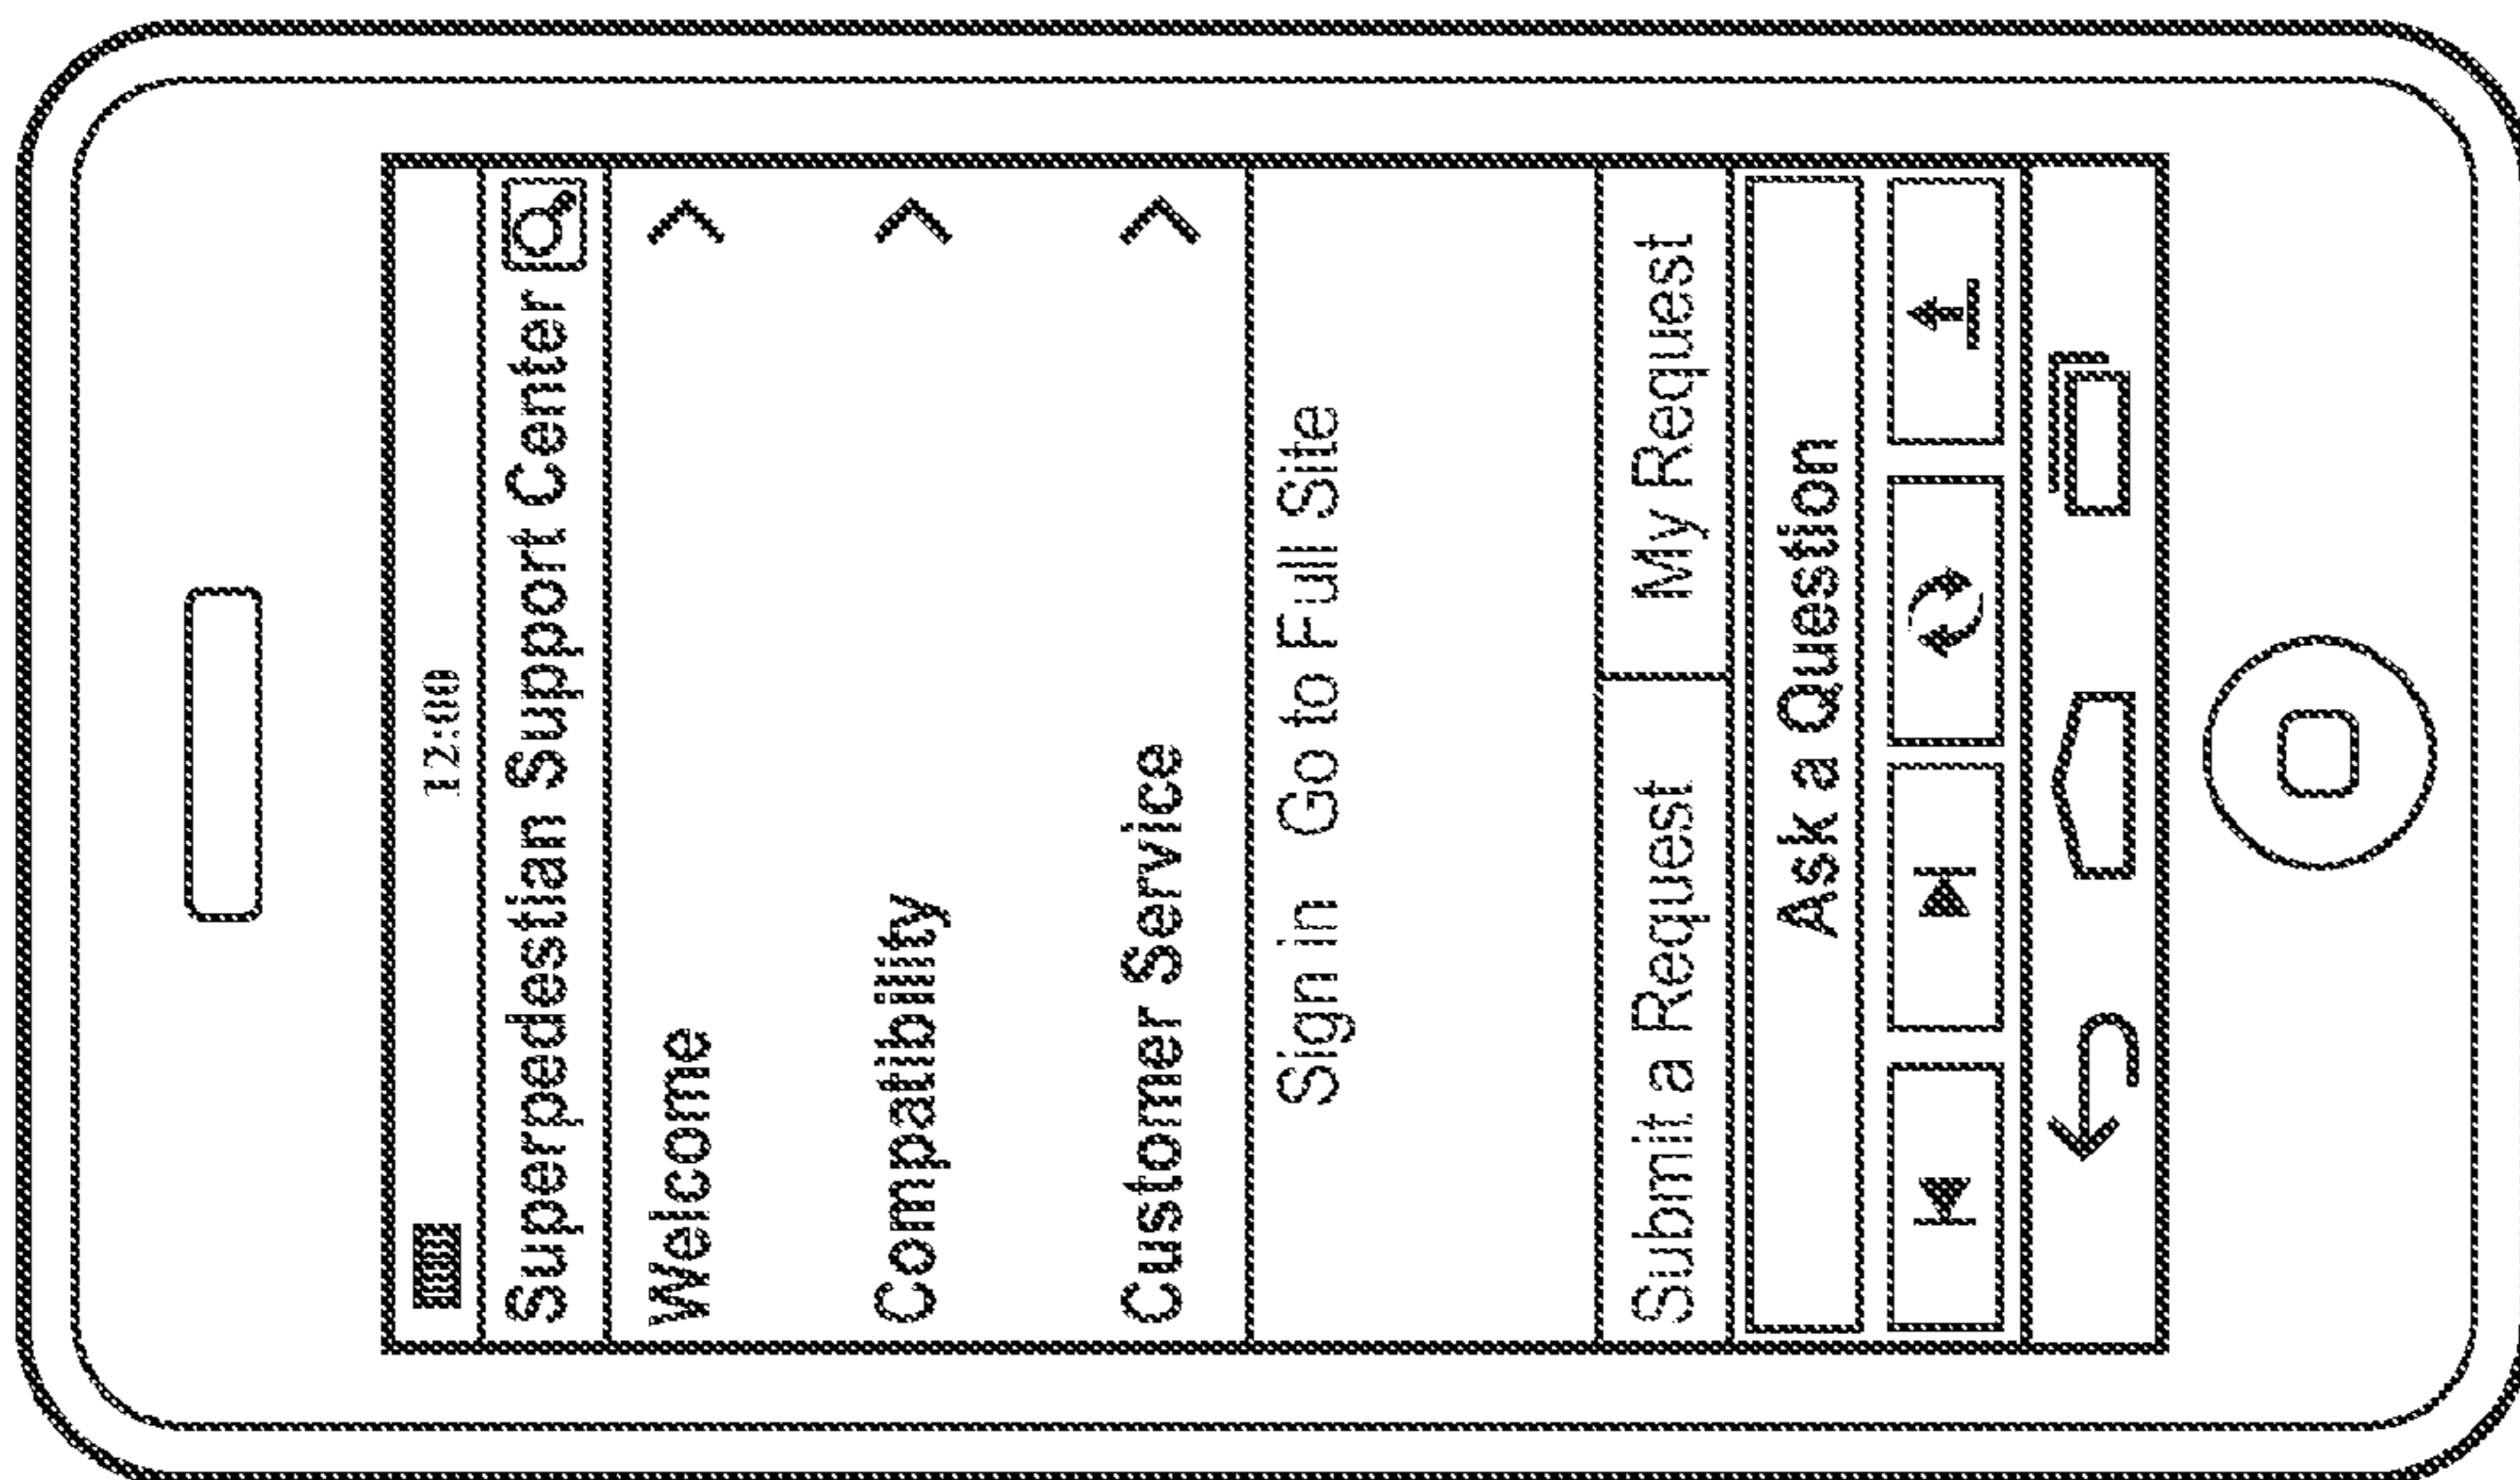 12:00
Superpedestian Support Center
Welcome
Compatibility
Customer Service
Sign in Go to Full Site
Submit a Request My Request
Ask a Question